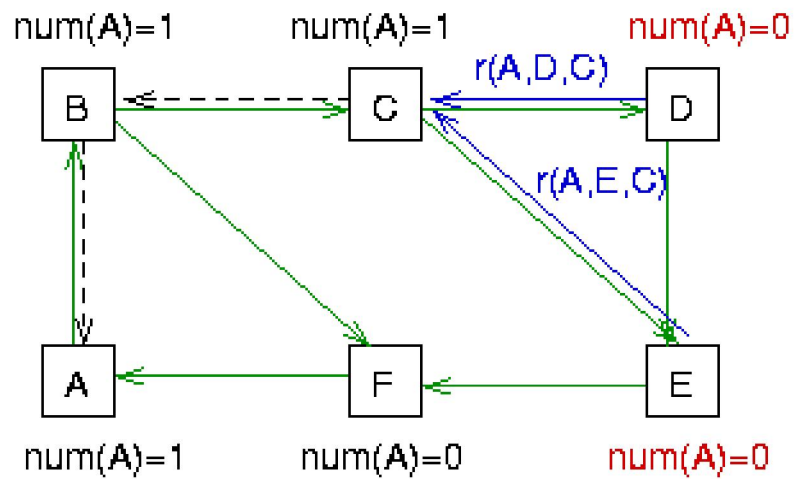 num(A)=1 num(A)=1 num(A)=0
r(A,D,C)
B C D
r(A,E,C)
A F E
num(A)=1 num(A)=0 num(A)=0